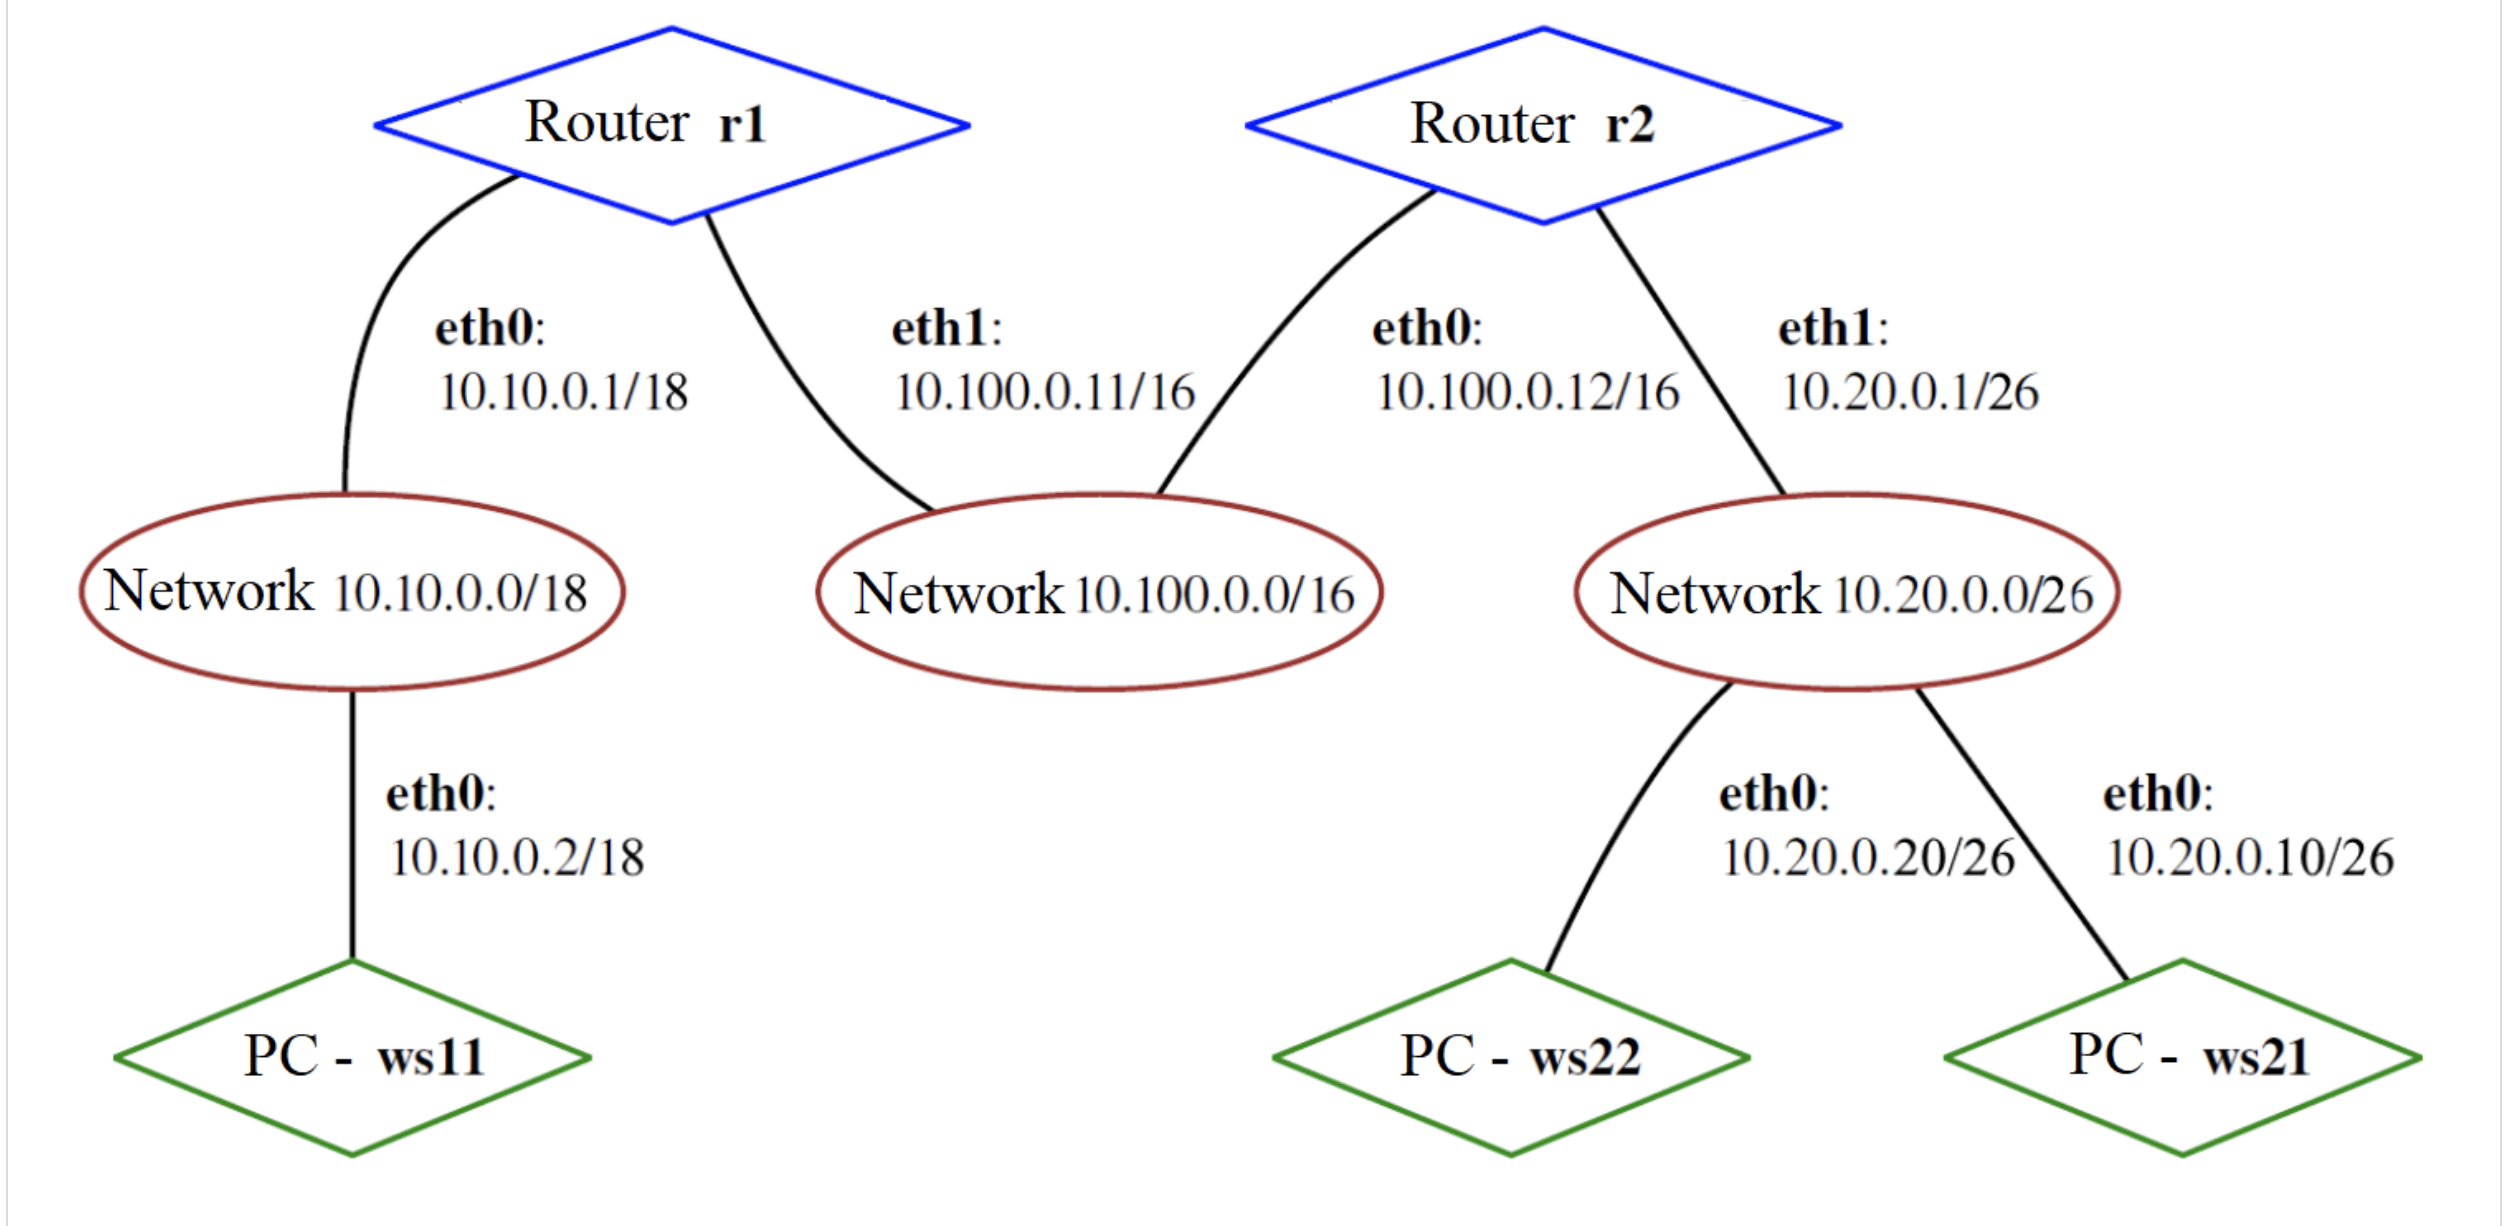 Router r1
Router r2
eth0:
10.10.0.1/18
eth1:
10.100.0.11/16
eth0:
10.100.0.12/16
eth1:
10.20.0.1/26
Network 10.10.0.0/18
Network 10.100.0.0/16
Network 10.20.0.0/26
eth0:
10.10.0.2/18
eth0:
10.20.0.20/26
eth0:
10.20.0.10/26
PC - ws11
PC - ws22
PC - ws21